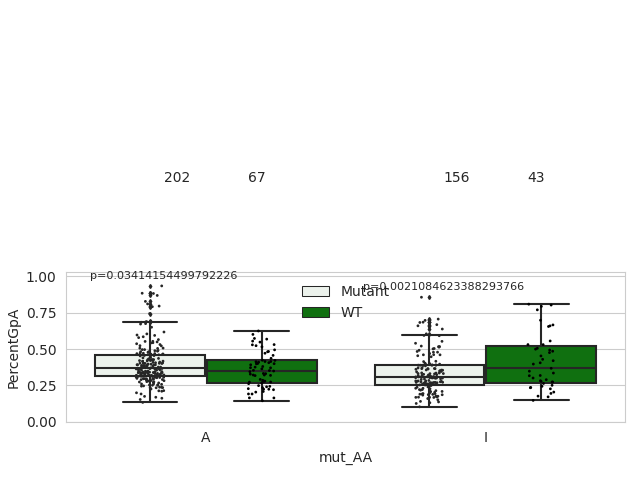 202 67 156 43
1.00
p=0.03414154499792226
p=0.0021084623388293766
Mutant
WT
0.75
0.50
0.25
0.00
PercentGpA
A I
mut_AA